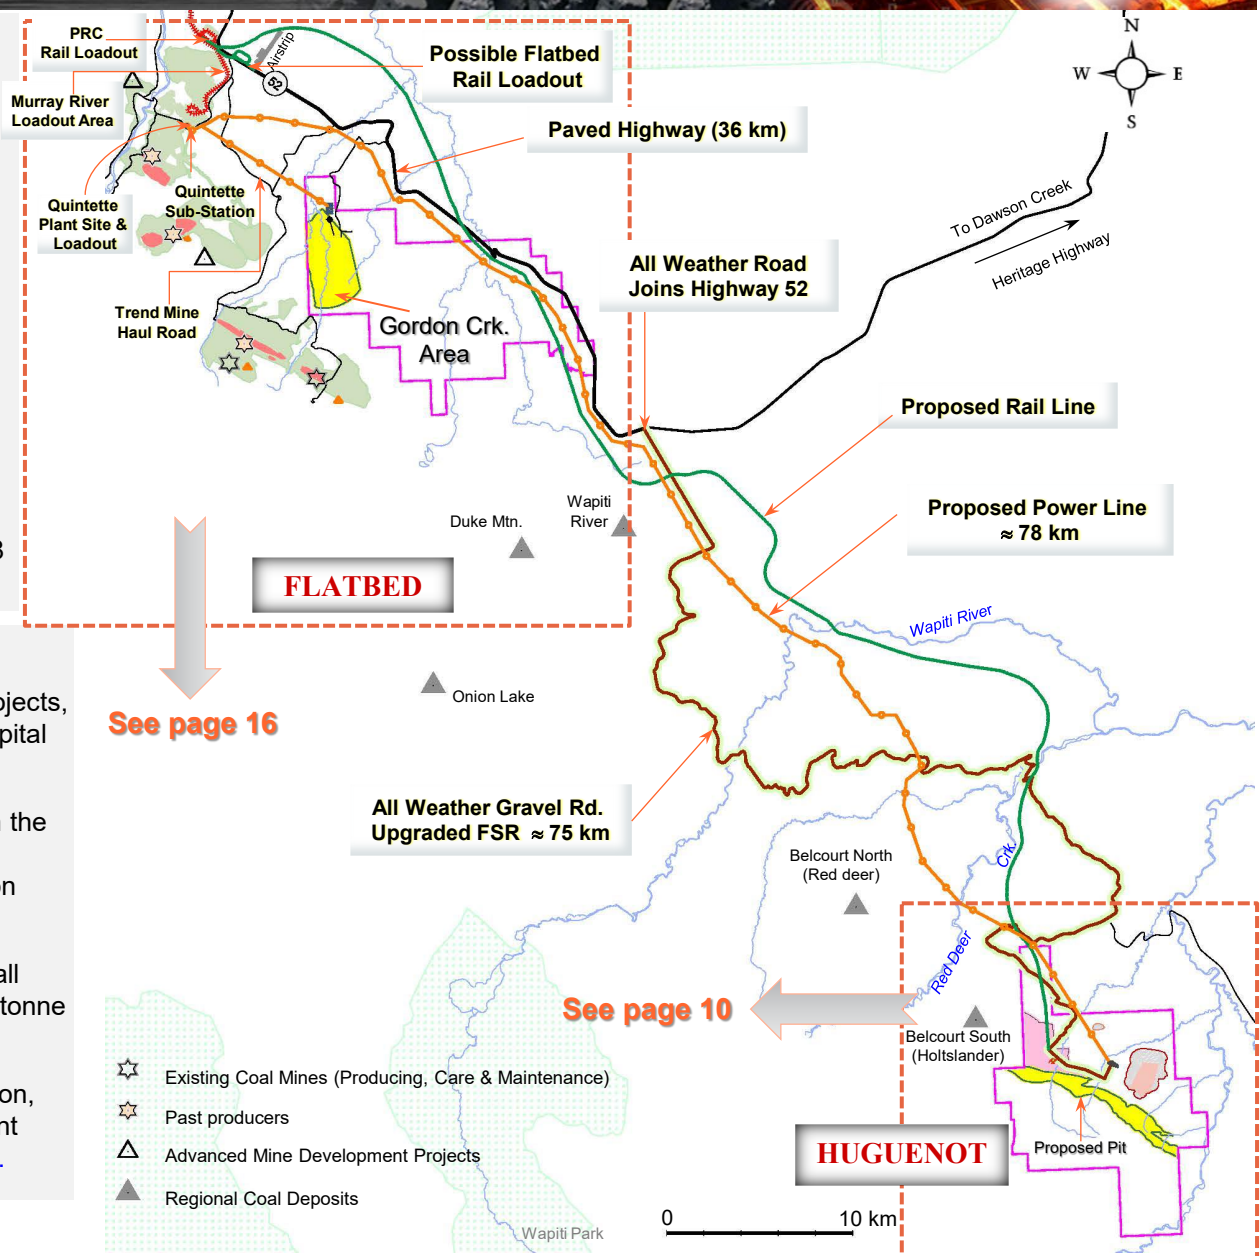 PRC
Rail Loadout
Murray River
Loadout Area
Airstrip
52
Possible Flatbed
Rail Loadout
Paved Highway (36 km)
N
W
E
S
Quintette
Plant Site &
Loadout
Quintette
Sub-Station
Trend Mine
Haul Road
Gordon Crk.
Area
All Weather Road
Joins Highway 52
To Dawson Creek
Heritage Highway
Proposed Rail Line
Proposed Power Line
≈ 78 km
Duke Mtn.
Wapiti
River
FLATBED
Wapiti River
Onion Lake
See page 16
All Weather Gravel Rd.
Upgraded FSR ≈ 75 km
Belcourt North
(Red deer)
Crk.
Red Deer
See page 10
Belcourt South
(Holtslander)
HUGUENOT
Proposed Pit
Existing Coal Mines (Producing, Care & Maintenance)
Past producers
Advanced Mine Development Projects
Regional Coal Deposits
Wapiti Park
0 10 km
3
ojects,
pital
the
on
all
tonne
on,
nt